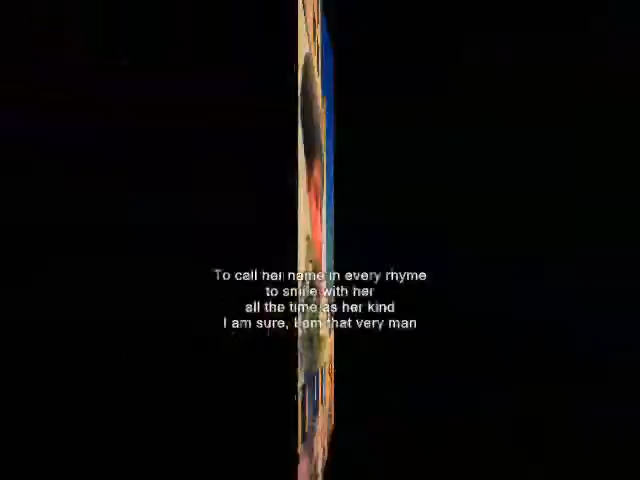 To call her name in every rhyme
to smile with her
all the time as her kind
I am sure, I am that very man